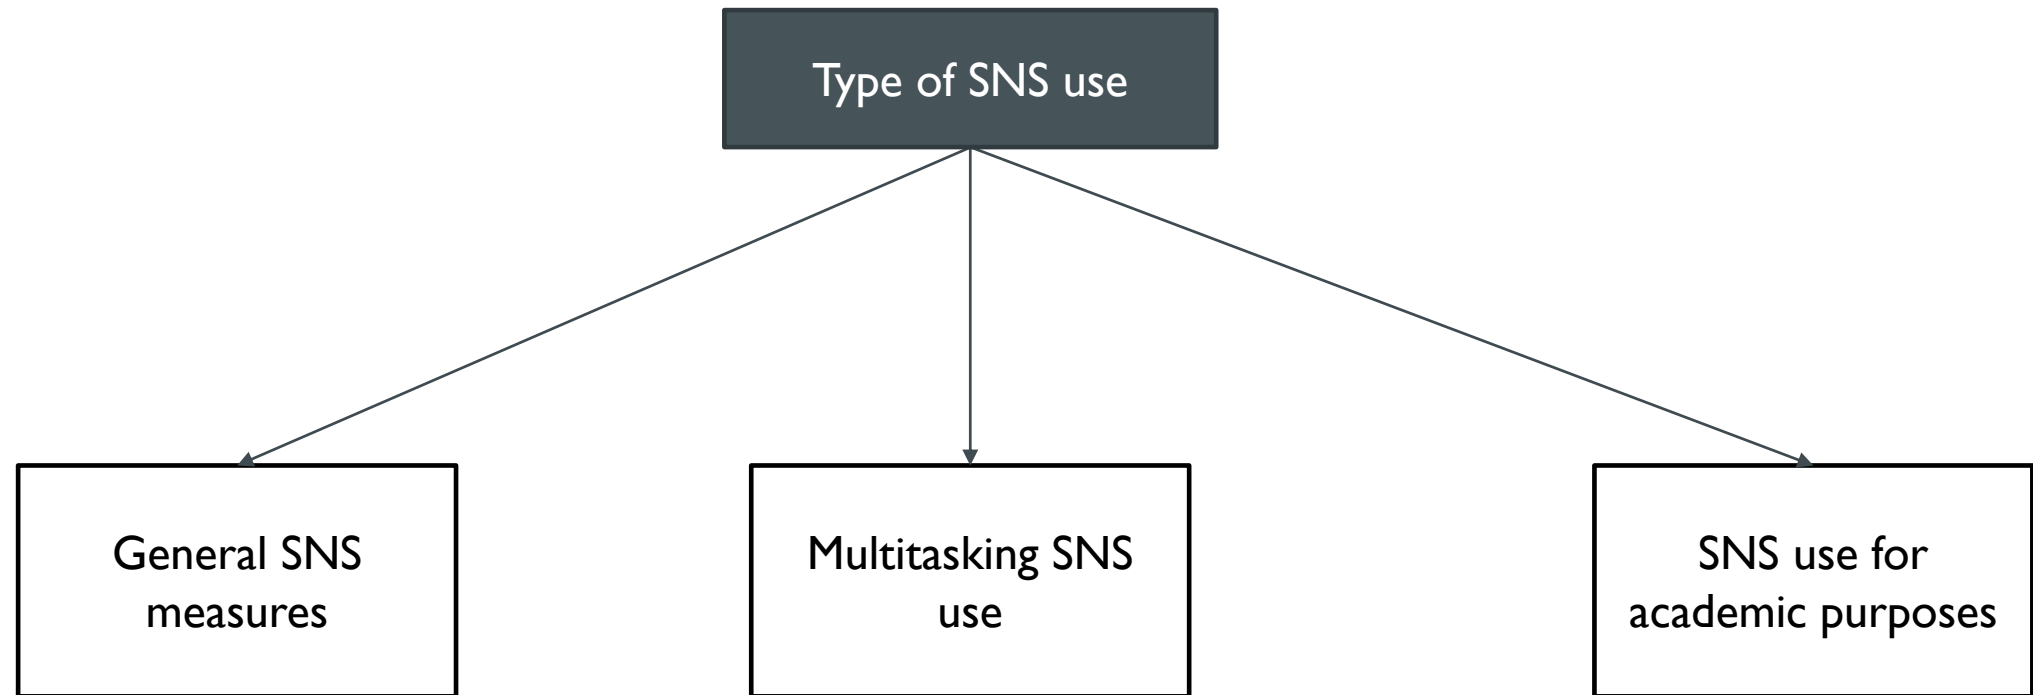 Type of SNS use
General SNS
measures
Multitasking SNS
use
SNS use for
academic purposes